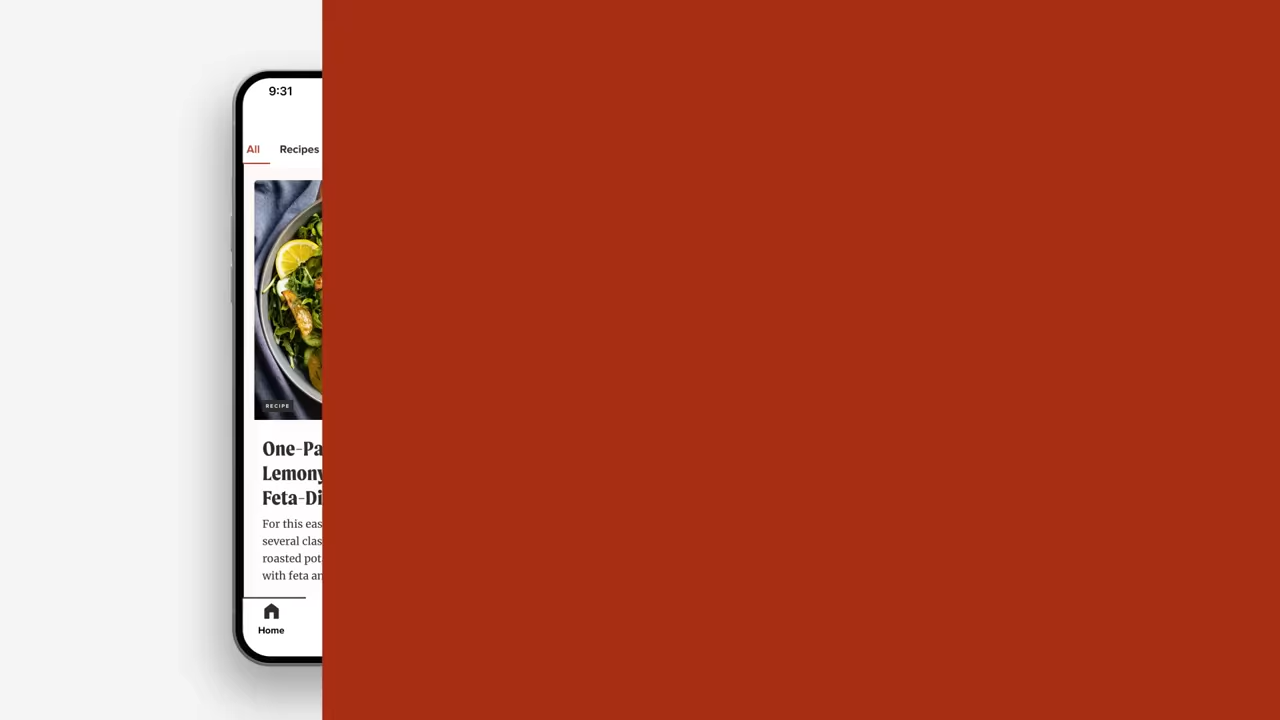 9:31
All Recipes
RECIPE
One-Pa
Lemony
Feta-Di
For this eas
several clas
roasted pot
with feta an
Home